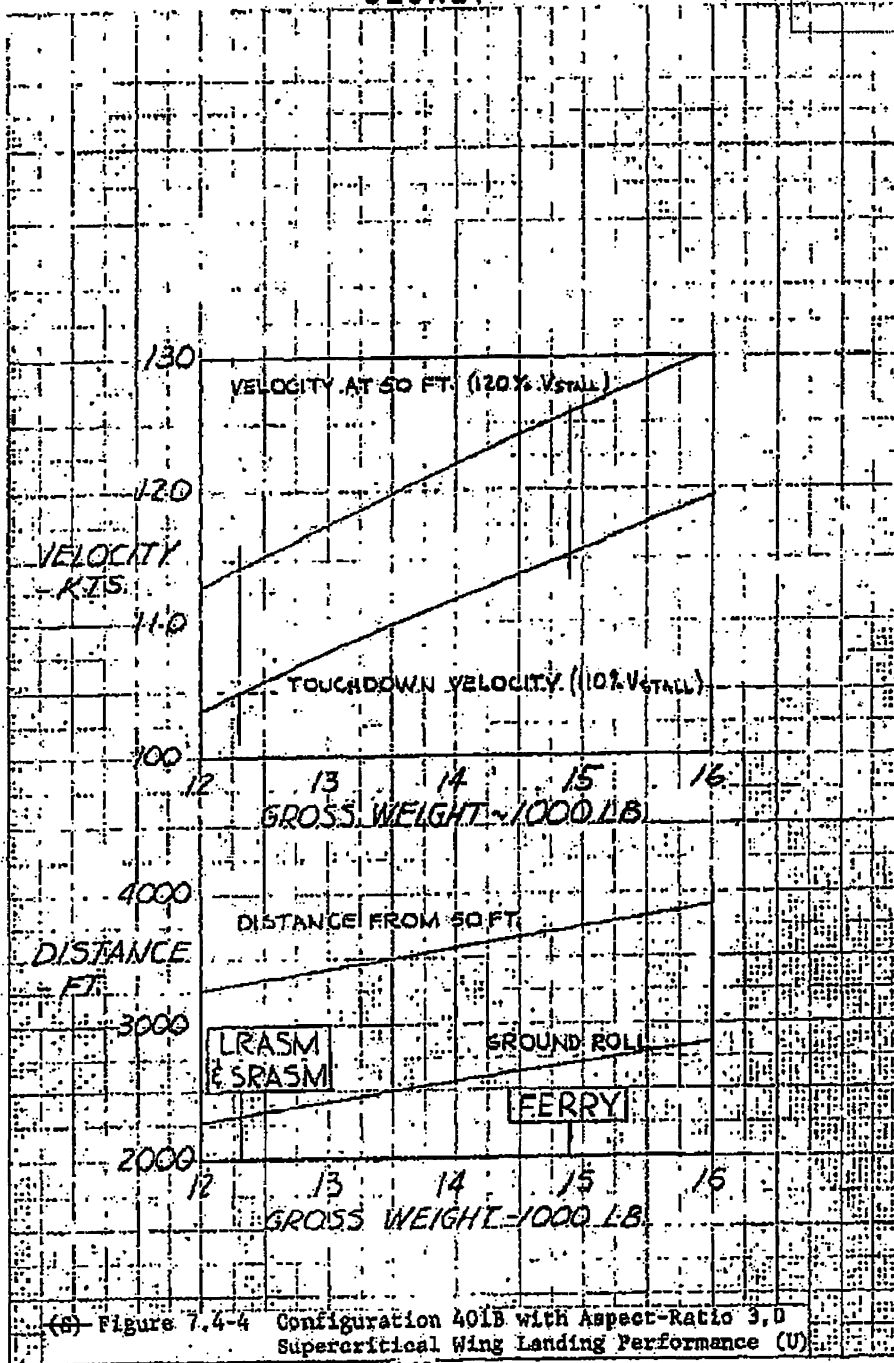 130
VELOCITY AT 50 FT. (120% VSTALL)
120
VELOCITY
KTS.
110
TOUCHDOWN VELOCITY (110% VSTALL)
100
12 13 14 15 16
GROSS WEIGHT ~ 1000 LB
4000
DISTANCE FROM 50 FT
DISTANCE
FT.
3000
LRASM
& SRASM
GROUND ROLL
FERRY
2000
12 13 14 15 16
GROSS WEIGHT ~ 1000 LB
(S) Figure 7.4-4 Configuration 401B with Aspect-Ratio 3.0
Supercritical Wing Landing Performance (U)